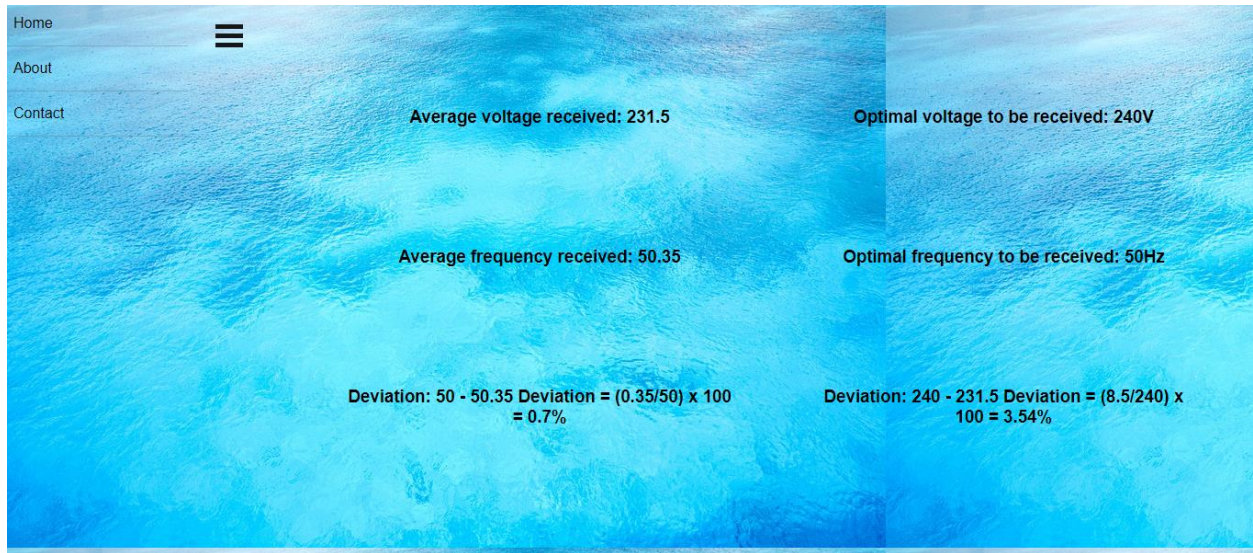 Home
About
Contact
Average voltage received: 231.5
Optimal voltage to be received: 240V
Average frequency received: 50.35
Optimal frequency to be received: 50Hz
Deviation: 50 - 50.35 Deviation = (0.35/50) x 100
= 0.7%
Deviation: 240 - 231.5 Deviation = (8.5/240) x
100 = 3.54%